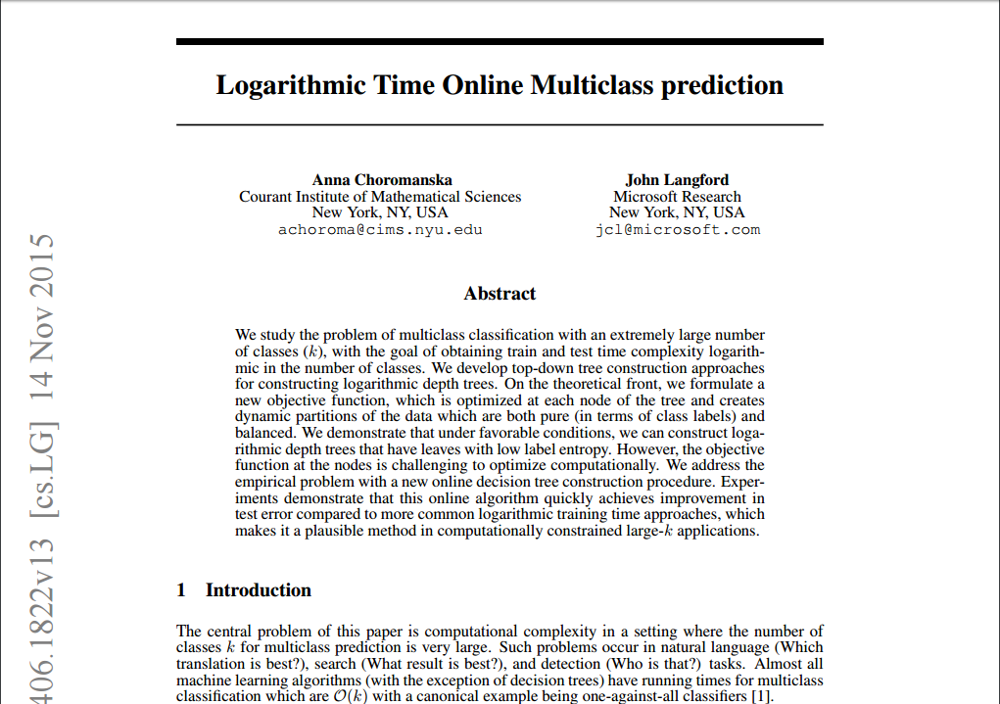 Logarithmic Time Online Multiclass prediction
Anna Choromanska
Courant Institute of Mathematical Sciences
New York, NY, USA
achoroma@cims.nyu.edu
John Langford
Microsoft Research
New York, NY, USA
jcl@microsoft.com
Abstract
We study the problem of multiclass classification with an extremely large number
of classes (k), with the goal of obtaining train and test time complexity logarith-
mic in the number of classes. We develop top-down tree construction approaches
for constructing logarithmic depth trees. On the theoretical front, we formulate a
new objective function, which is optimized at each node of the tree and creates
dynamic partitions of the data which are both pure (in terms of class labels) and
balanced. We demonstrate that under favorable conditions, we can construct loga-
rithmic depth trees that have leaves with low label entropy. However, the objective
function at the nodes is challenging to optimize computationally. We address the
empirical problem with a new online decision tree construction procedure. Exper-
iments demonstrate that this online algorithm quickly achieves improvement in
test error compared to more common logarithmic training time approaches, which
makes it a plausible method in computationally constrained large-k applications.
1 Introduction
The central problem of this paper is computational complexity in a setting where the number of
classes k for multiclass prediction is very large. Such problems occur in natural language (Which
translation is best?), search (What result is best?), and detection (Who is that?) tasks. Almost all
machine learning algorithms (with the exception of decision trees) have running times for multiclass
classification which are O(k) with a canonical example being one-against-all classifiers [1].
406.1822v13 [cs.LG] 14 Nov 2015